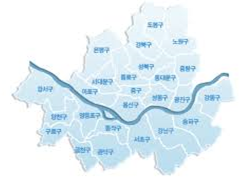 도봉구
강북구
노원구
은평구
성북구
중랑구
서대문구
종로구
동대문구
강서구
마포구
중구
성동구
광진구
강동구
용산구
양천구
영등포구
구로구
동작구
송파구
서초구
강남구
금천구
관악구